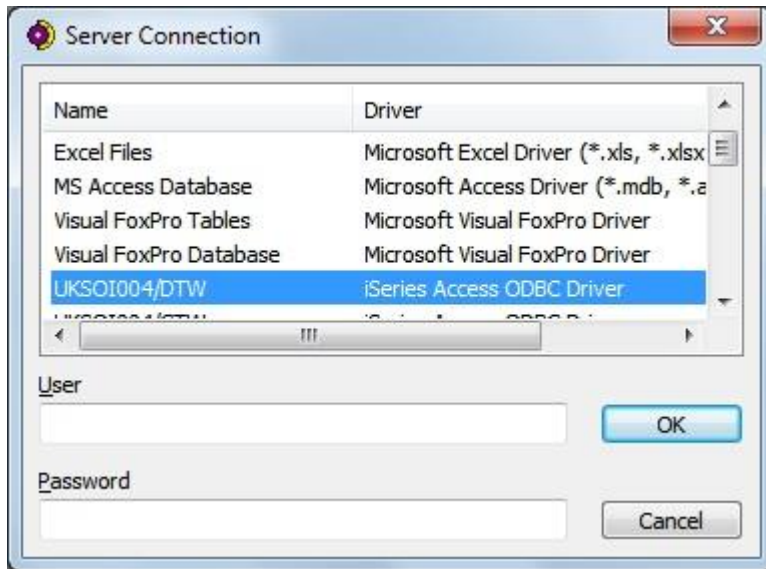 Server Connection
Name Driver
Excel Files Microsoft Excel Driver (*.xls, *.xlsx
MS Access Database Microsoft Access Driver (*.mdb, *.a
Visual FoxPro Tables Microsoft Visual FoxPro Driver
Visual FoxPro Database Microsoft Visual FoxPro Driver
UKSOI004/DTW iSeries Access ODBC Driver
User
OK
Password
Cancel